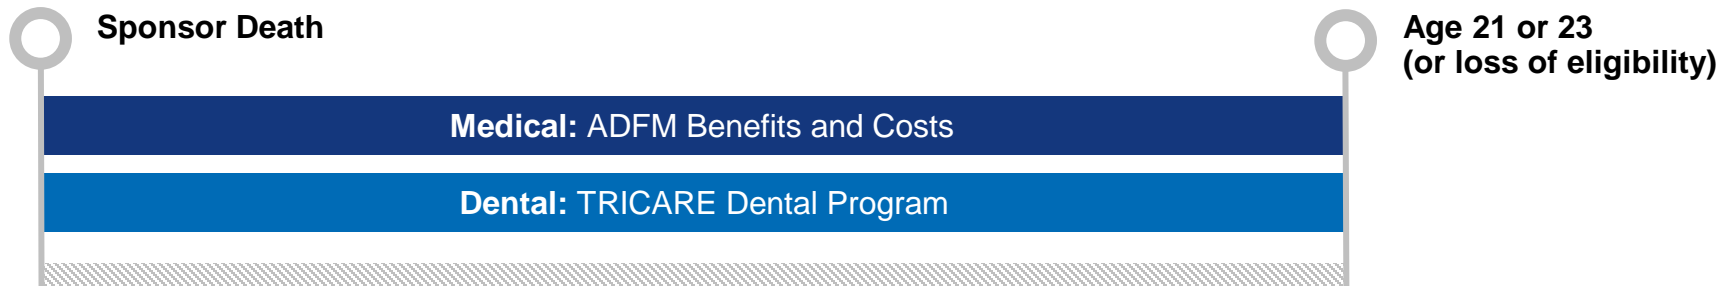 Sponsor Death
Age 21 or 23
(or loss of eligibility)
Medical: ADFM Benefits and Costs
Dental: TRICARE Dental Program